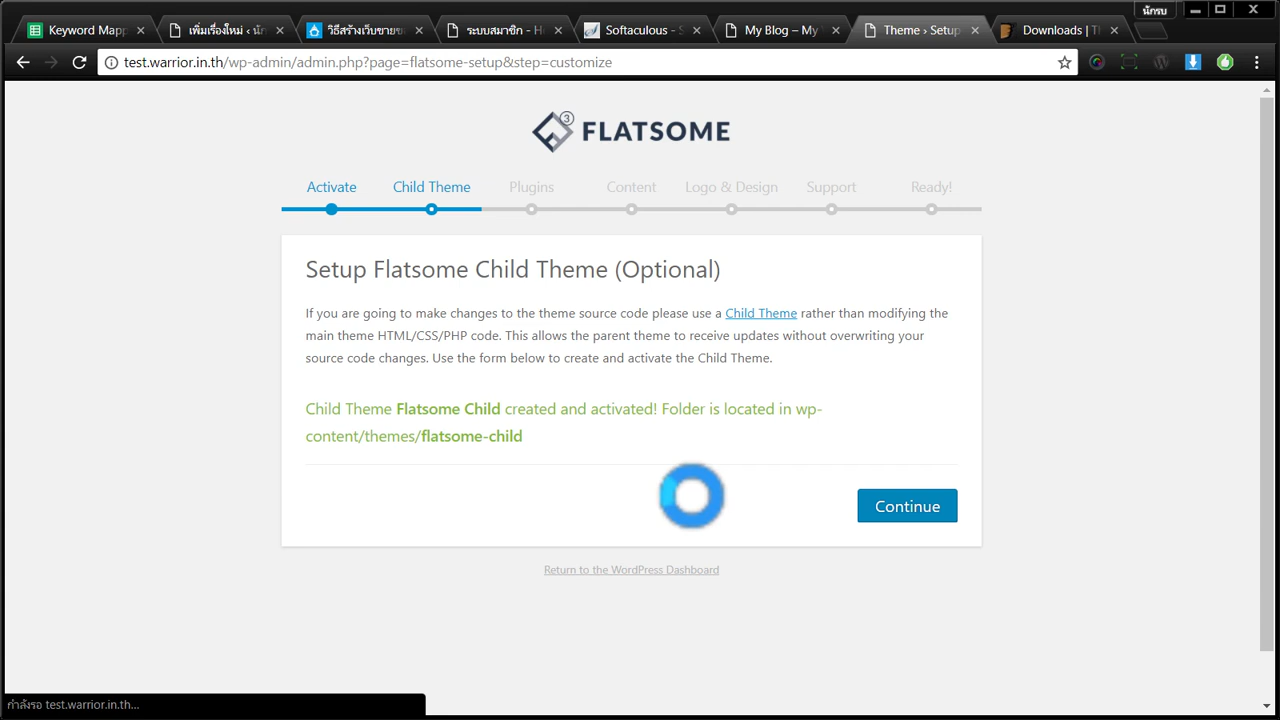 นักรบ
Keyword Mapp
เพิ่มเรื่องใหม่ ‹ นัก
วิธีสร้างเว็บขายข
ระบบสมาชิก - H
Softaculous - S
My Blog – My
Theme › Setup
Downloads | Th
test.warrior.in.th/wp-admin/admin.php?page=flatsome-setup&step=customize
3
FLATSOME
Activate Child Theme Plugins Content Logo & Design Support Ready!
Setup Flatsome Child Theme (Optional)
If you are going to make changes to the theme source code please use a Child Theme rather than modifying the
main theme HTML/CSS/PHP code. This allows the parent theme to receive updates without overwriting your
source code changes. Use the form below to create and activate the Child Theme.
Child Theme Flatsome Child created and activated! Folder is located in wp-
content/themes/flatsome-child
Continue
Return to the WordPress Dashboard
กำลังรอ test.warrior.in.th...